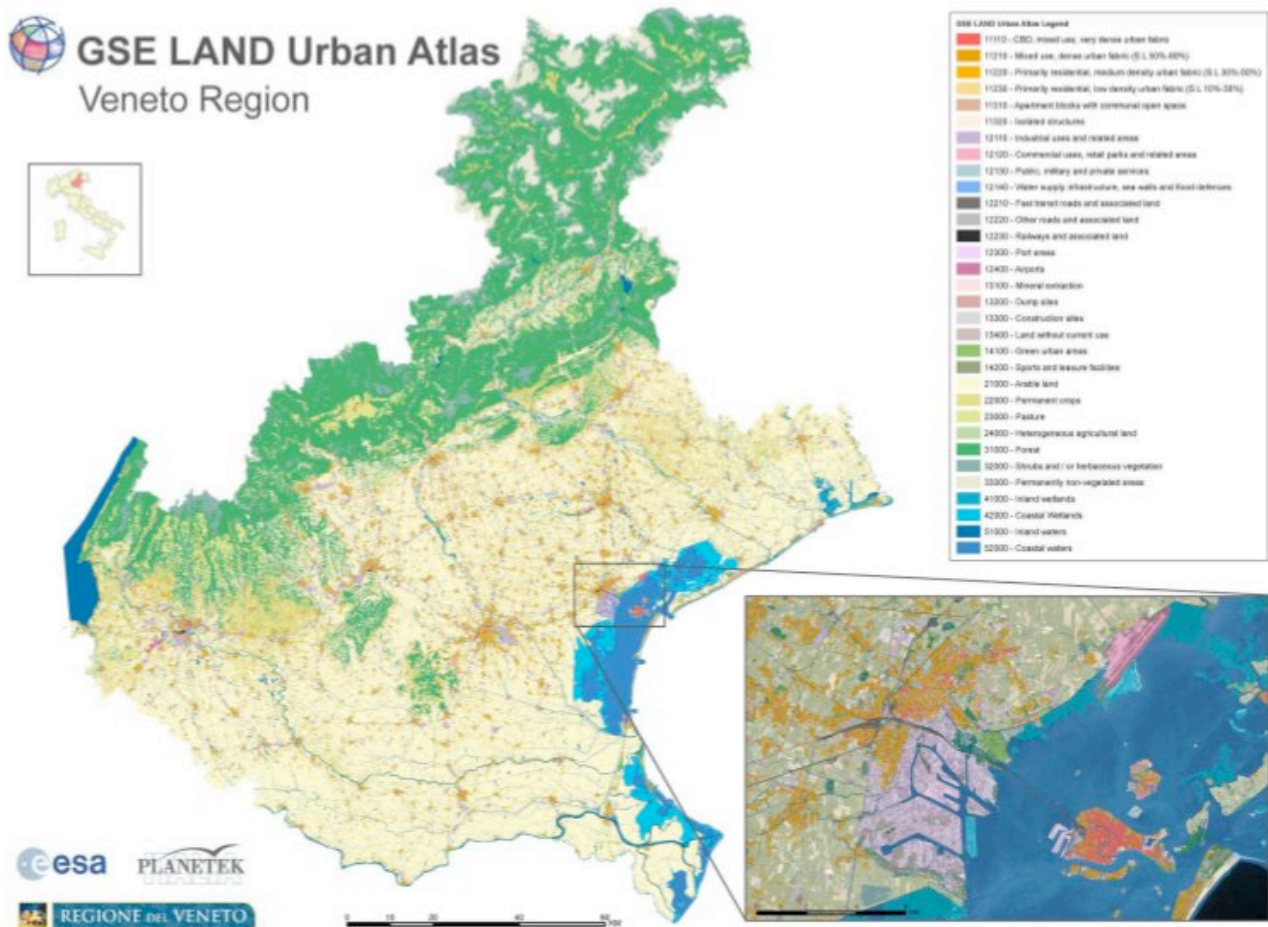 GSE LAND Urban Atlas
Veneto Region
GSE LAND Urban Atlas Legend
11110 - CBD, mixed use, very dense urban fabric
11210 - Mixed use, dense urban fabric (S.L 50%-80%)
11220 - Primarily residential, medium density urban fabric (S.L 30%-50%)
11230 - Primarily residential, low density urban fabric (S.L 10%-30%)
11310 - Apartment blocks with communal open space
11320 - Isolated structures
12110 - Industrial uses and related areas
12120 - Commercial uses, retail parks and related areas
12130 - Public, military and private services
12140 - Water supply infrastructure, sea walls and flood defences
12210 - Fast transit roads and associated land
12220 - Other roads and associated land
12230 - Railways and associated land
12300 - Port areas
12400 - Airports
13100 - Mineral extraction
13200 - Dump sites
13300 - Construction sites
13400 - Land without current use
14100 - Green urban areas
14200 - Sports and leasure facilities
21000 - Arable land
22000 - Permanent crops
23000 - Pasture
24000 - Heterogeneous agricultural land
31000 - Forest
32000 - Shrubs and / or herbaceous vegetation
33000 - Permanently non-vegetated areas
41000 - Inland wetlands
42000 - Coastal Wetlands
51000 - Inland waters
52000 - Coastal waters
esa
PLANETEK
ITALIA
REGIONE DEL VENETO
0 20 40 60
KM